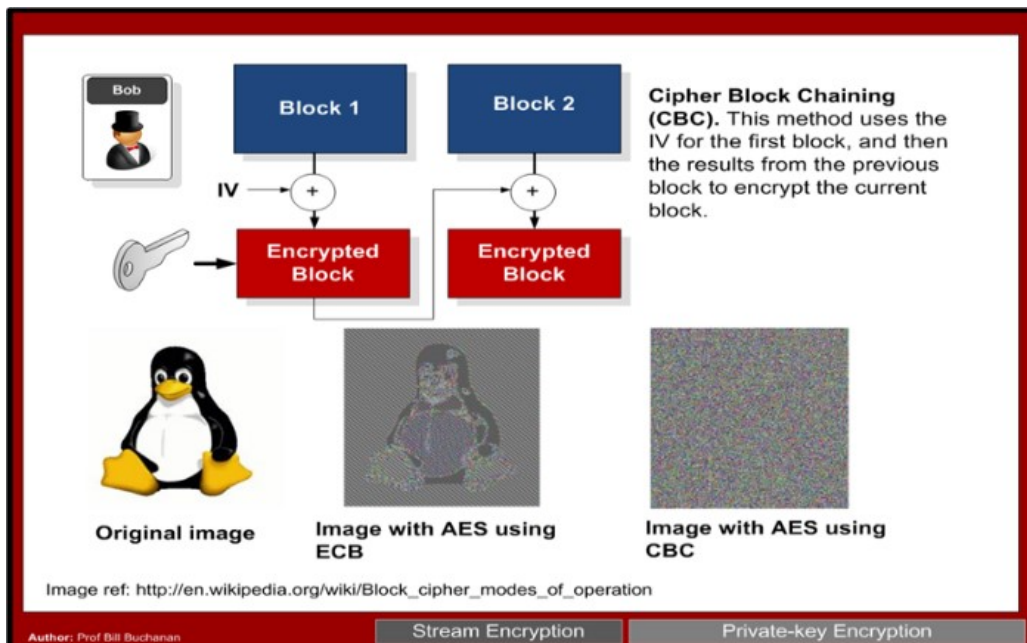 Bob
Block 1
Block 2
Cipher Block Chaining
(CBC). This method uses the
IV for the first block, and then
the results from the previous
block to encrypt the current
block.
IV
+
+
Encrypted
Block
Encrypted
Block
Original image
Image with AES using
ECB
Image with AES using
CBC
Image ref: http://en.wikipedia.org/wiki/Block_cipher_modes_of_operation
Author: Prof Bill Buchanan
Stream Encryption
Private-key Encryption